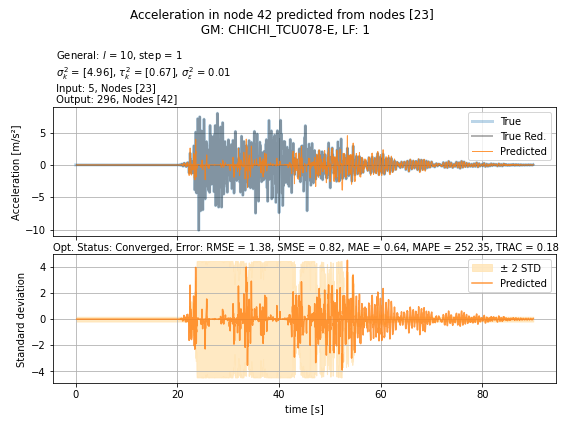 Acceleration in node 42 predicted from nodes [23]
GM: CHICHI_TCU078-E, LF: 1
General: l = 10, step = 1
σ_k^2 = [4.96], τ_k^2 = [0.67], σ_ε^2 = 0.01
Input: 5, Nodes [23]
Output: 296, Nodes [42]
Acceleration [m/s²]
5
0
−5
−10
True
True Red.
Predicted
Opt. Status: Converged, Error: RMSE = 1.38, SMSE = 0.82, MAE = 0.64, MAPE = 252.35, TRAC = 0.18
Standard deviation
4
2
0
−2
−4
± 2 STD
Predicted
0 20 40 60 80
time [s]